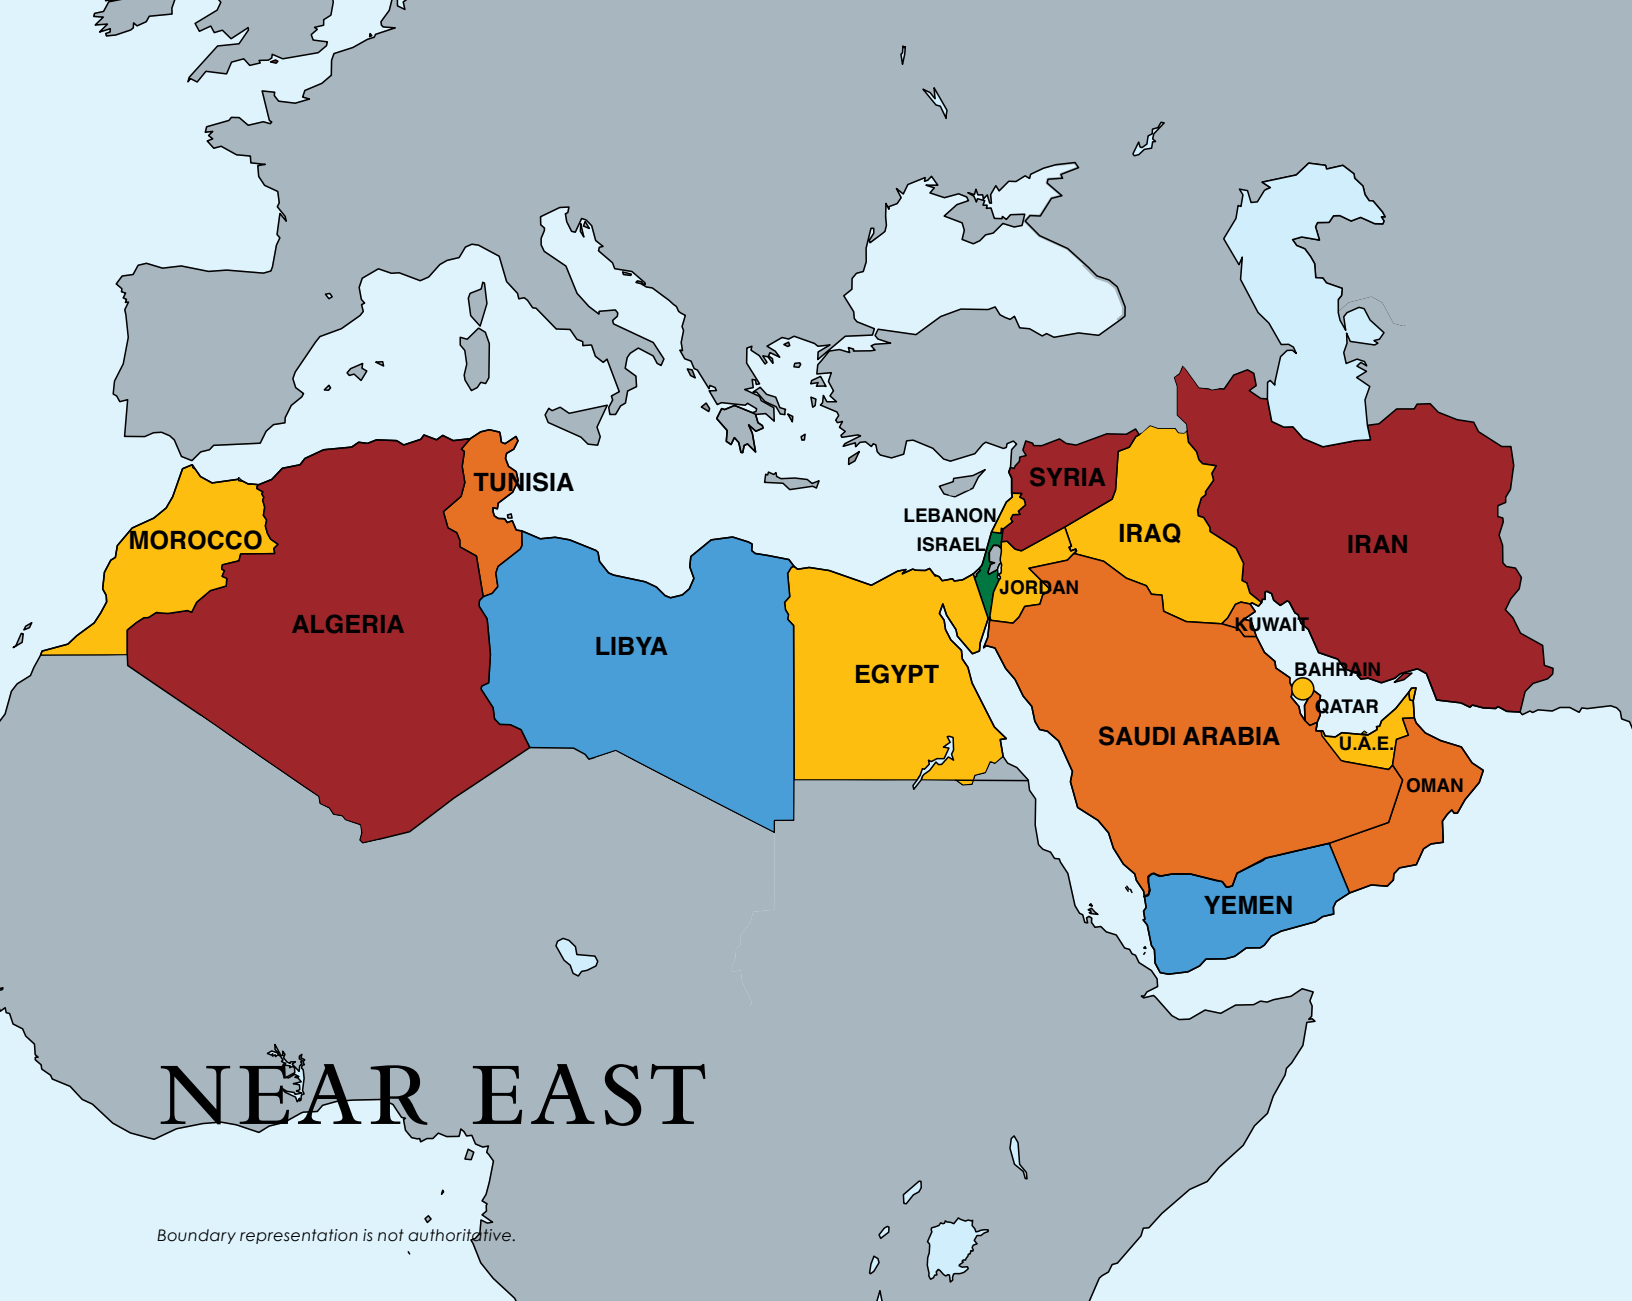 TUNISIA
SYRIA
LEBANON
MOROCCO
IRAQ
ISRAEL
IRAN
JORDAN
ALGERIA
KUWAIT
LIBYA
BAHRAIN
EGYPT
QATAR
SAUDI ARABIA
U.A.E.
OMAN
YEMEN
NEAR EAST
Boundary representation is not authoritative.